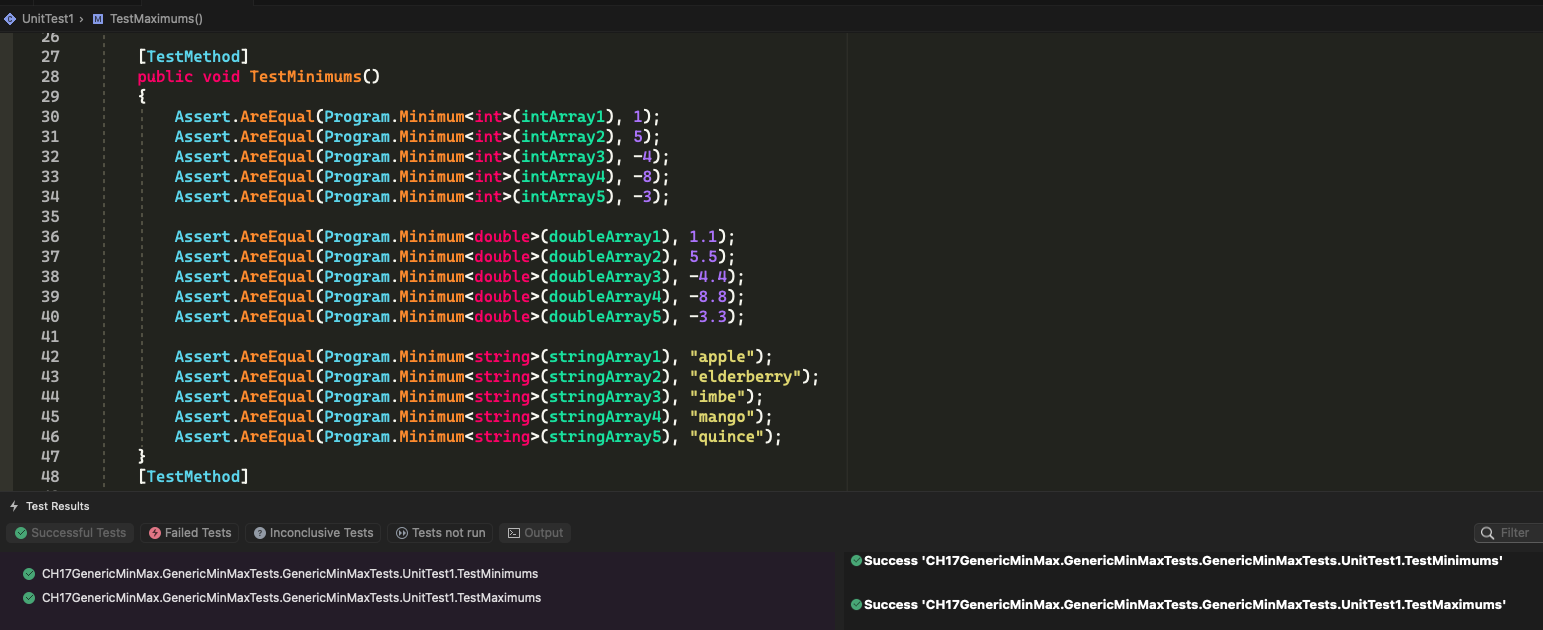 UnitTest1 › M TestMaximums()
26
27 [TestMethod]
28 public void TestMinimums()
29 {
30 Assert.AreEqual(Program.Minimum<int>(intArray1), 1);
31 Assert.AreEqual(Program.Minimum<int>(intArray2), 5);
32 Assert.AreEqual(Program.Minimum<int>(intArray3), -4);
33 Assert.AreEqual(Program.Minimum<int>(intArray4), -8);
34 Assert.AreEqual(Program.Minimum<int>(intArray5), -3);
35
36 Assert.AreEqual(Program.Minimum<double>(doubleArray1), 1.1);
37 Assert.AreEqual(Program.Minimum<double>(doubleArray2), 5.5);
38 Assert.AreEqual(Program.Minimum<double>(doubleArray3), -4.4);
39 Assert.AreEqual(Program.Minimum<double>(doubleArray4), -8.8);
40 Assert.AreEqual(Program.Minimum<double>(doubleArray5), -3.3);
41
42 Assert.AreEqual(Program.Minimum<string>(stringArray1), "apple");
43 Assert.AreEqual(Program.Minimum<string>(stringArray2), "elderberry");
44 Assert.AreEqual(Program.Minimum<string>(stringArray3), "imbe");
45 Assert.AreEqual(Program.Minimum<string>(stringArray4), "mango");
46 Assert.AreEqual(Program.Minimum<string>(stringArray5), "quince");
47 }
48 [TestMethod]
Test Results
Successful Tests Failed Tests Inconclusive Tests Tests not run Output Filter
CH17GenericMinMax.GenericMinMaxTests.GenericMinMaxTests.UnitTest1.TestMinimums
CH17GenericMinMax.GenericMinMaxTests.GenericMinMaxTests.UnitTest1.TestMaximums
Success 'CH17GenericMinMax.GenericMinMaxTests.GenericMinMaxTests.UnitTest1.TestMinimums'
Success 'CH17GenericMinMax.GenericMinMaxTests.GenericMinMaxTests.UnitTest1.TestMaximums'